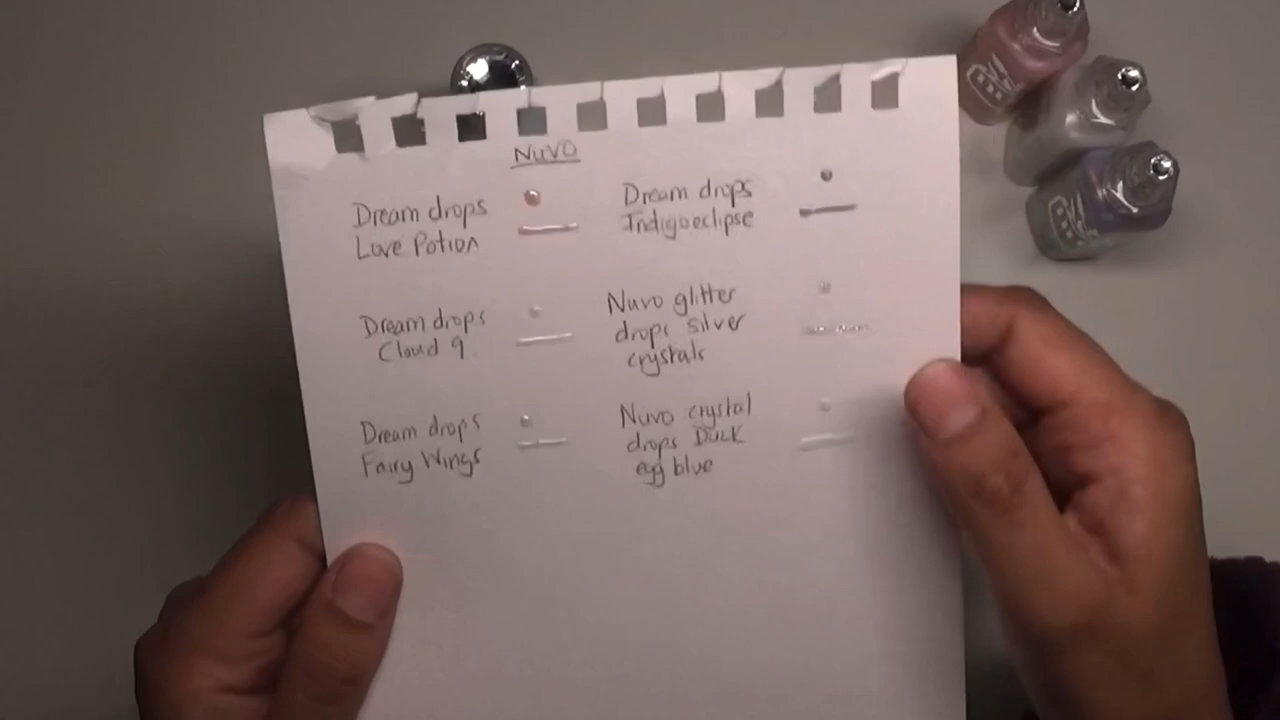 NUVO
Dream drops
Love Potion
Dream drops
Indigoeclipse
Dream drops
Cloud 9
Nuvo glitter
drops silver
crystals
Dream drops
Fairy Wings
Nuvo crystal
drops Duck
egg blue